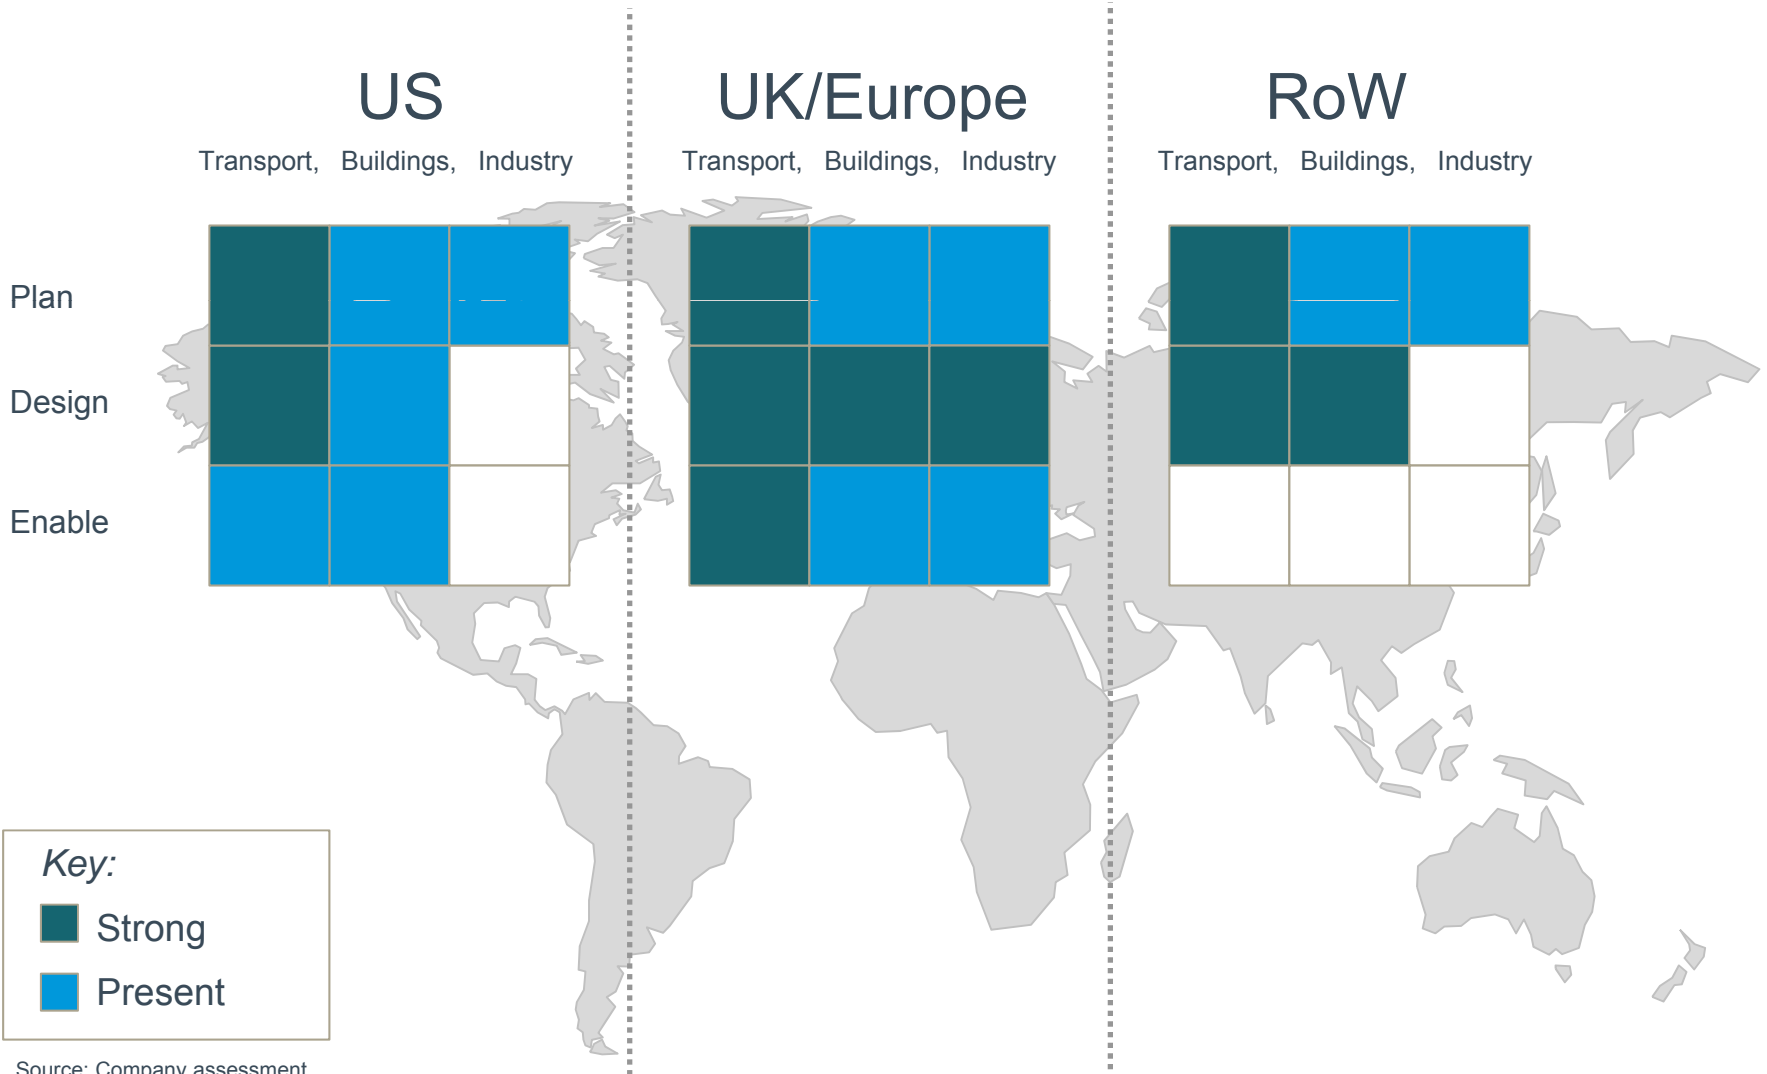 US UK/Europe RoW
Transport, Buildings, Industry Transport, Buildings, Industry Transport, Buildings, Industry
Plan
Design
Enable
Key:
Strong
Present
Source: Company assessment